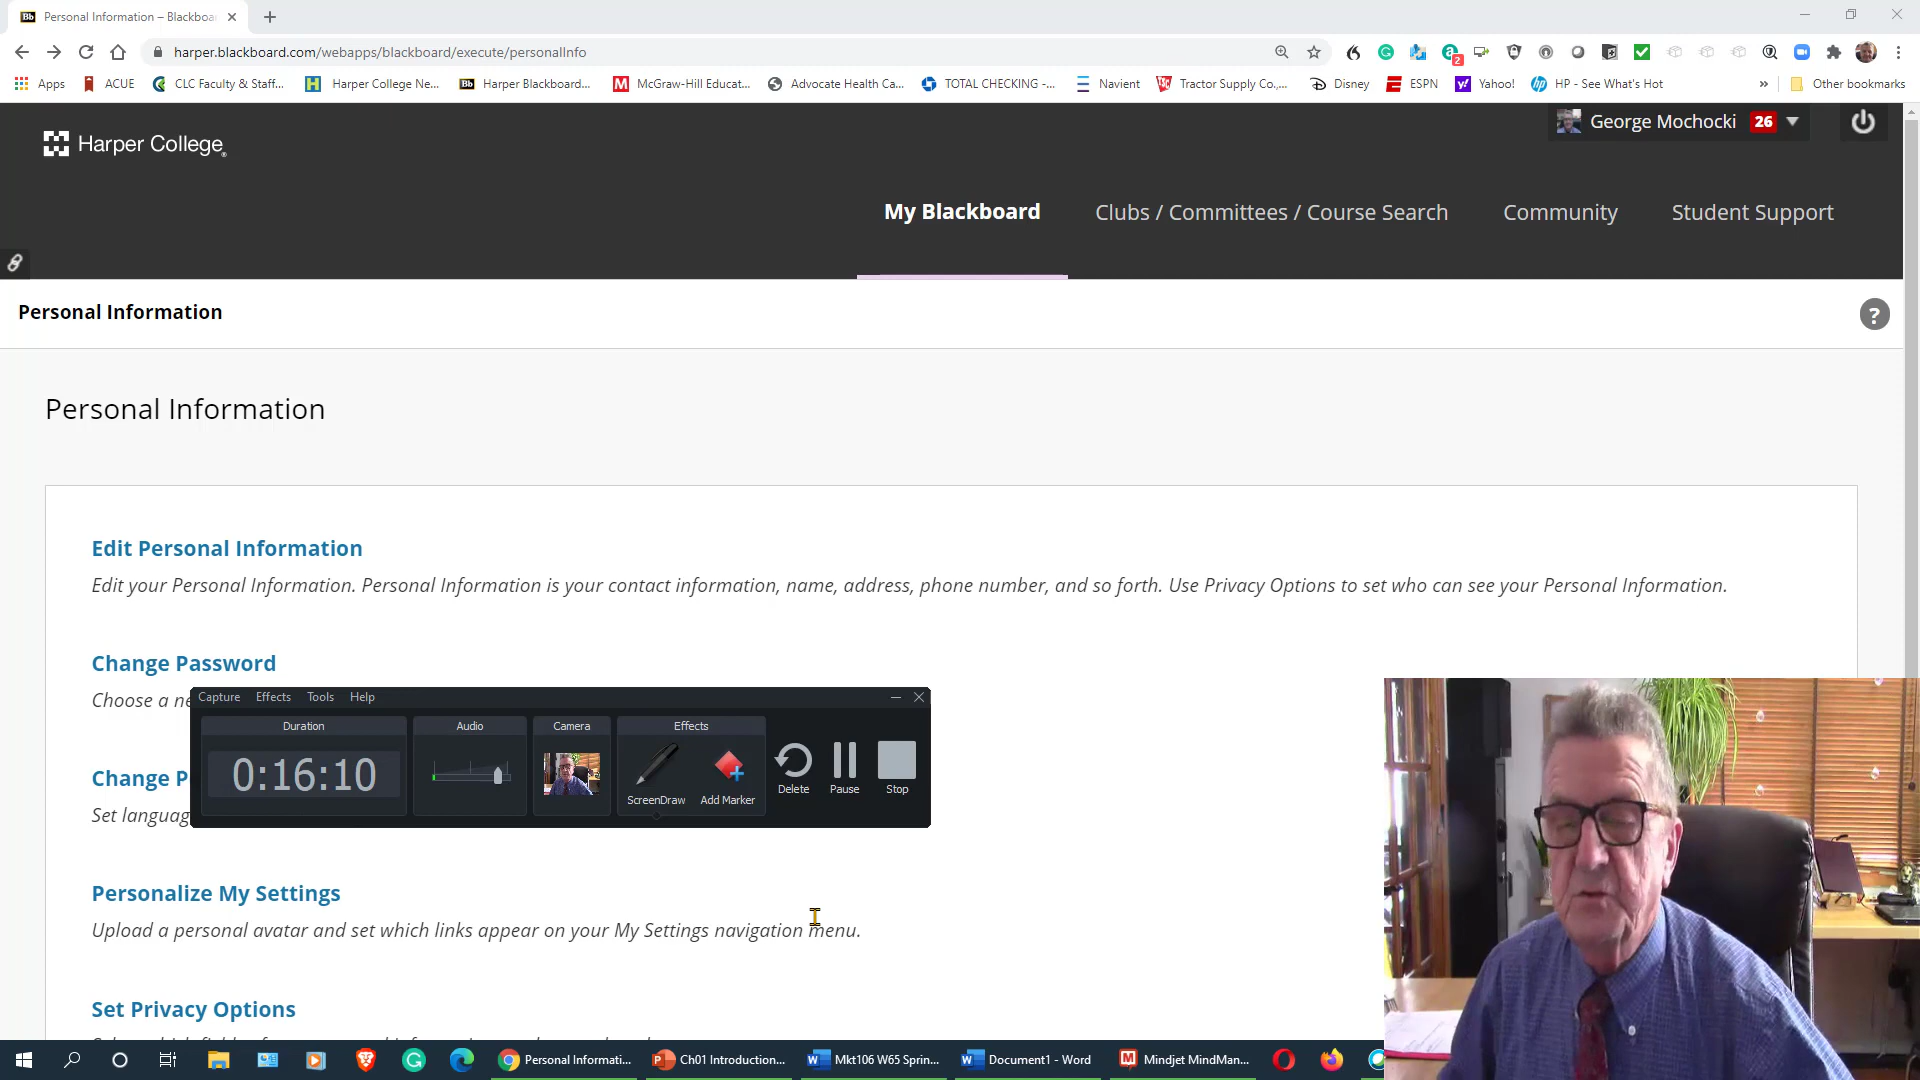 Personal Information – Blackboa
harper.blackboard.com/webapps/blackboard/execute/personalInfo
2
Apps ACUE CLC Faculty & Staff... Harper College Ne... Harper Blackboard... McGraw-Hill Educat... Advocate Health Ca... TOTAL CHECKING -... Navient Tractor Supply Co.,... Disney ESPN Yahoo! HP - See What's Hot » Other bookmarks
George Mochocki 26
Harper College®
My Blackboard Clubs / Committees / Course Search Community Student Support
Personal Information
?
Personal Information
Edit Personal Information
Edit your Personal Information. Personal Information is your contact information, name, address, phone number, and so forth. Use Privacy Options to set who can see your Personal Information.
Change Password
Choose a ne
Capture Effects Tools Help
Duration Audio Camera Effects
0:16:10
ScreenDraw Add Marker Delete Pause Stop
Change P
Set languag
Personalize My Settings
Upload a personal avatar and set which links appear on your My Settings navigation menu.
Set Privacy Options
Personal Informati... Ch01 Introduction... Mkt106 W65 Sprin... Document1 - Word Mindjet MindMan...